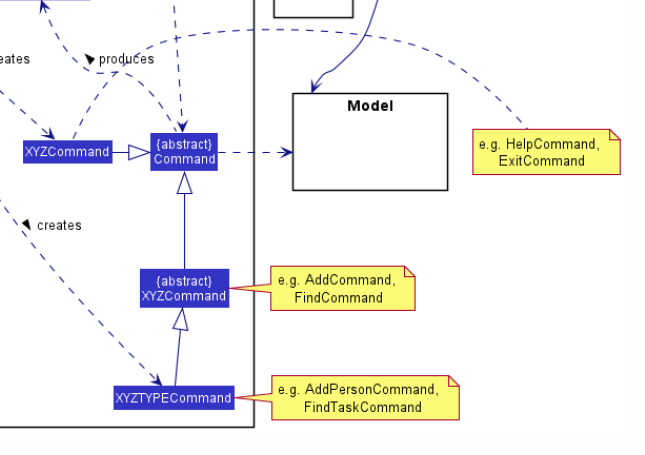 eates
produces
Model
XYZCommand
{abstract}
Command
e.g. HelpCommand,
ExitCommand
creates
{abstract}
XYZCommand
e.g. AddCommand,
FindCommand
XYZTYPECommand
e.g. AddPersonCommand,
FindTaskCommand